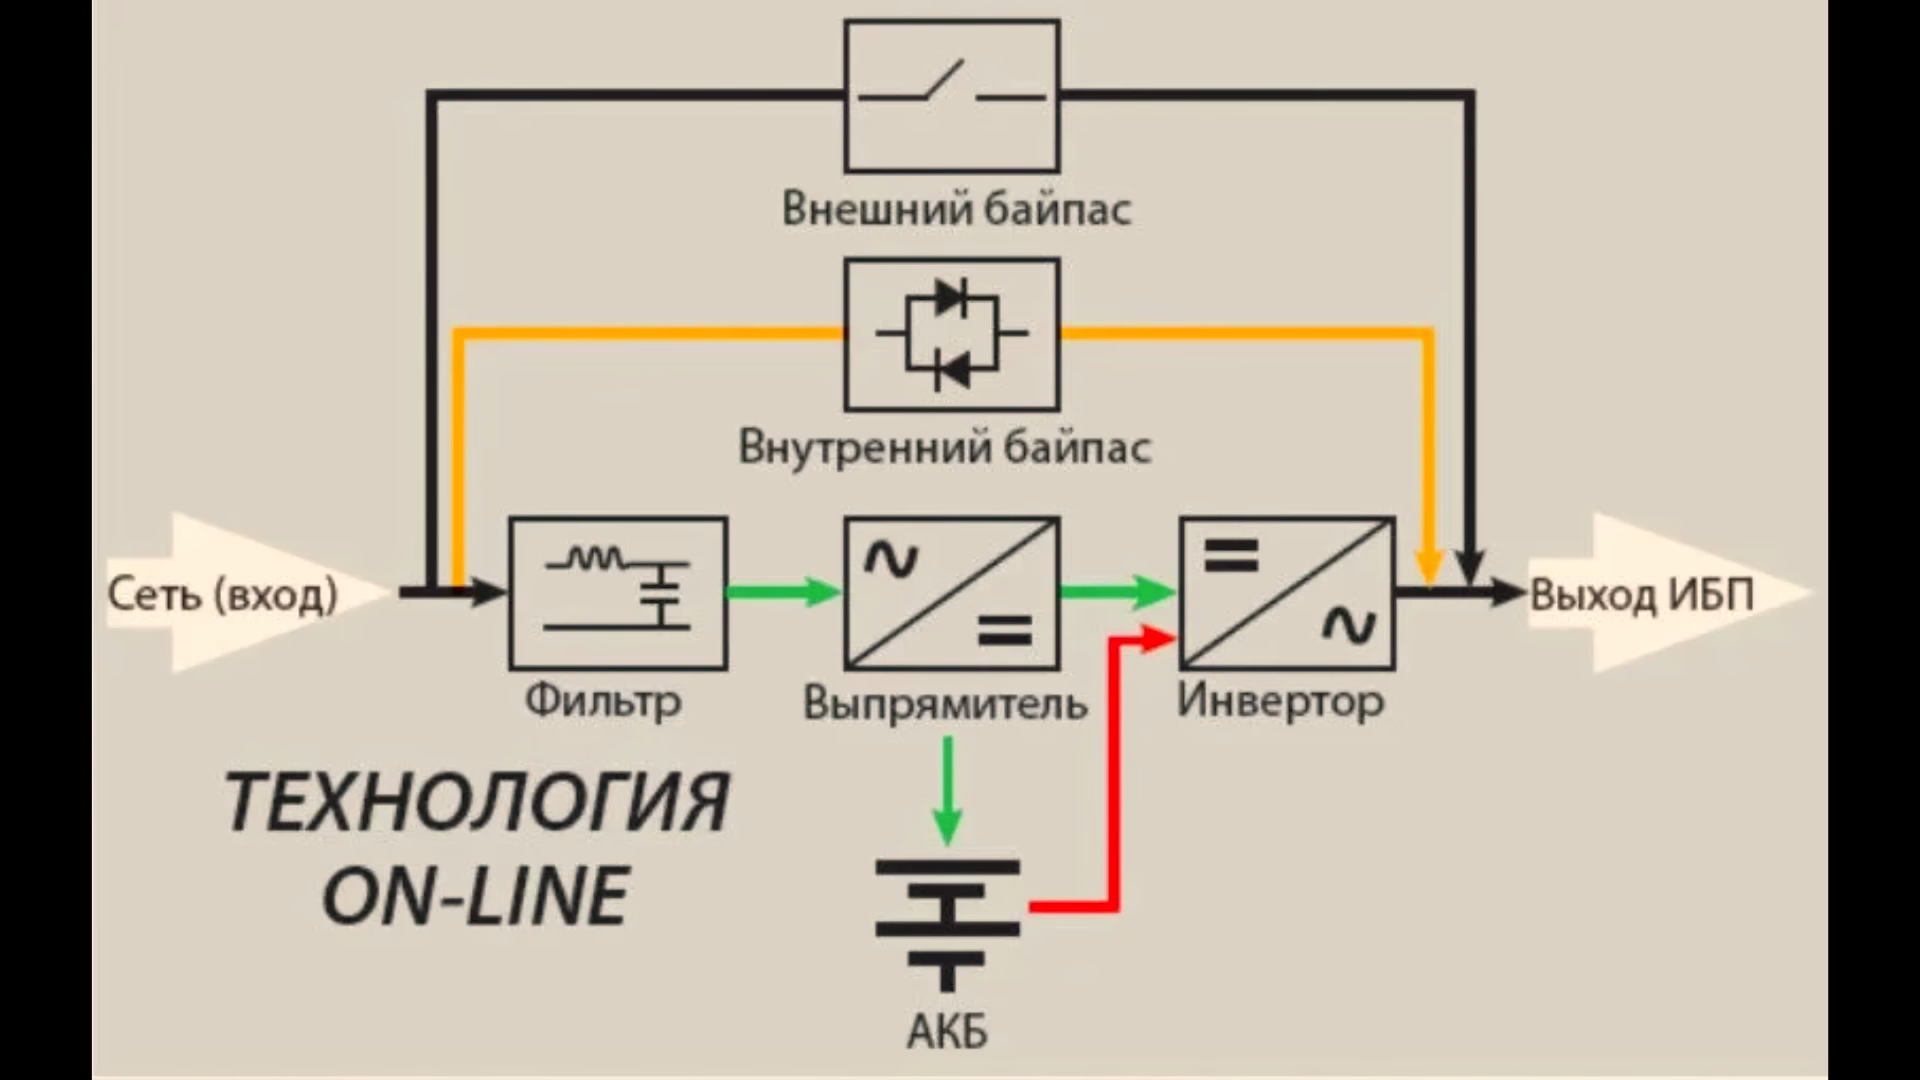 Внешний байпас
Внутренний байпас
Сеть (вход)
Выход ИБП
Фильтр
Выпрямитель
Инвертор
ТЕХНОЛОГИЯ
ON-LINE
АКБ